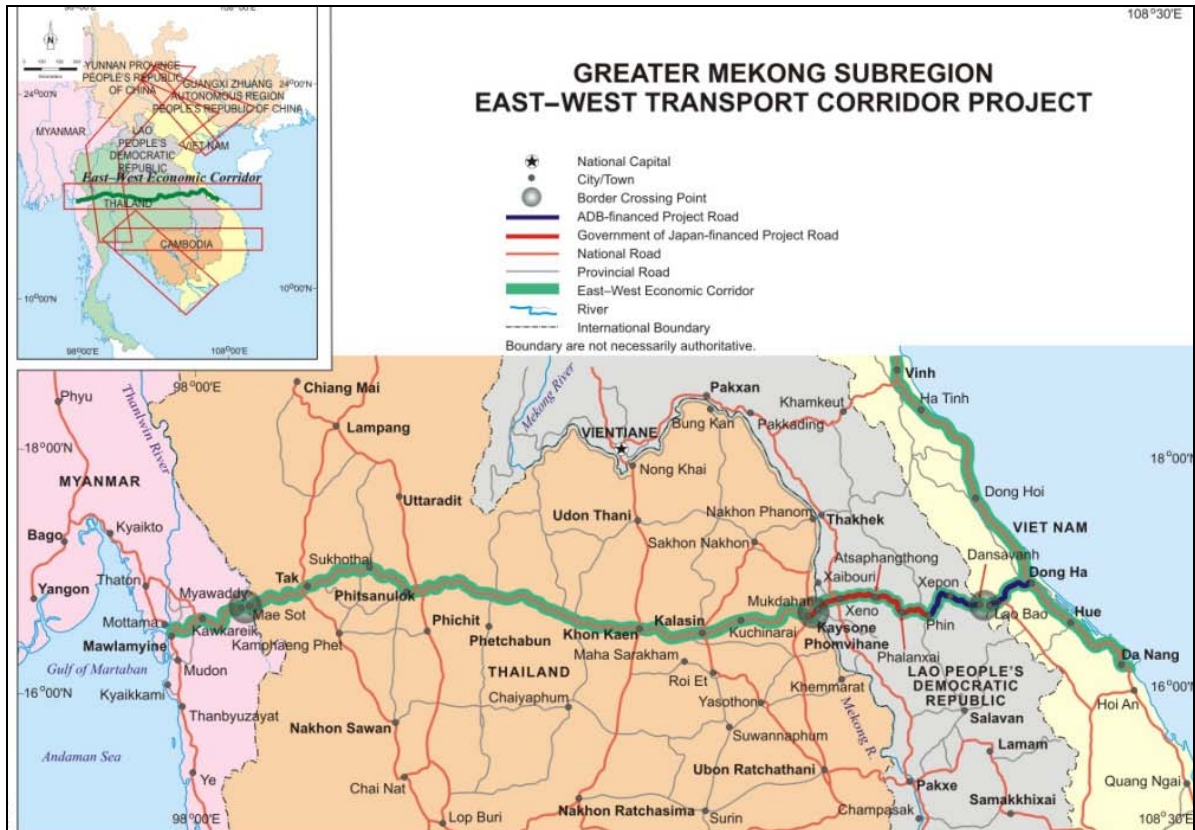 108°30'E
GREATER MEKONG SUBREGION
EAST–WEST TRANSPORT CORRIDOR PROJECT
National Capital
City/Town
Border Crossing Point
ADB-financed Project Road
Government of Japan-financed Project Road
National Road
Provincial Road
East–West Economic Corridor
River
International Boundary
Boundary are not necessarily authoritative.
N
YUNNAN PROVINCE
PEOPLE'S REPUBLIC
OF CHINA
GUANGXI ZHUANG
AUTONOMOUS REGION
PEOPLE'S REPUBLIC OF CHINA
24°00'N
24°00'N
MYANMAR
LAO
PEOPLE'S
DEMOCRATIC
REPUBLIC
VIET NAM
East–West Economic Corridor
THAILAND
CAMBODIA
10°00'N
10°00'N
98°00'E
108°00'E
98°00'E
Phyu
Thanlwin River
Chiang Mai
Lampang
Mekong River
Pakxan
Khamkeut
Vinh
Ha Tinh
Bung Kan
Pakkading
VIENTIANE
18°00'N
18°00'N
Nong Khai
MYANMAR
Uttaradit
Dong Hoi
Bago
Kyaikto
Udon Thani
Nakhon Phanom
Thakhek
VIET NAM
Sakhon Nakhon
Atsaphangthong
Dansavanh
Sukhothai
Thaton
Yangon
Myawaddy
Tak
Xaibouri
Xepon
Dong Ha
Phitsanulok
Mukdahan
Mae Sot
Xeno
Lao Bao
Mottama
Kawkareik
Phichit
Kalasin
Phin
Hue
Mawlamyine
Kamphaeng Phet
Phetchabun
Khon Kaen
Kuchinarai
Kaysone
Phomvihane
Maha Sarakham
Phalanxai
Da Nang
Gulf of Martaban
Mudon
THAILAND
Roi Et
Khemmarat
LAO PEOPLE'S
DEMOCRATIC
REPUBLIC
16°00'N
16°00'N
Kyaikkami
Chaiyaphum
Yasothon
Hoi An
Thanbyuzayat
Mekong R.
Salavan
Nakhon Sawan
Suwannaphum
Andaman Sea
Lamam
Ye
Ubon Ratchathani
Chai Nat
Pakxe
Quang Ngai
Nakhon Ratchasima
Samakkhixai
Champasak
Lop Buri
Surin
98°00'E
108°30'E